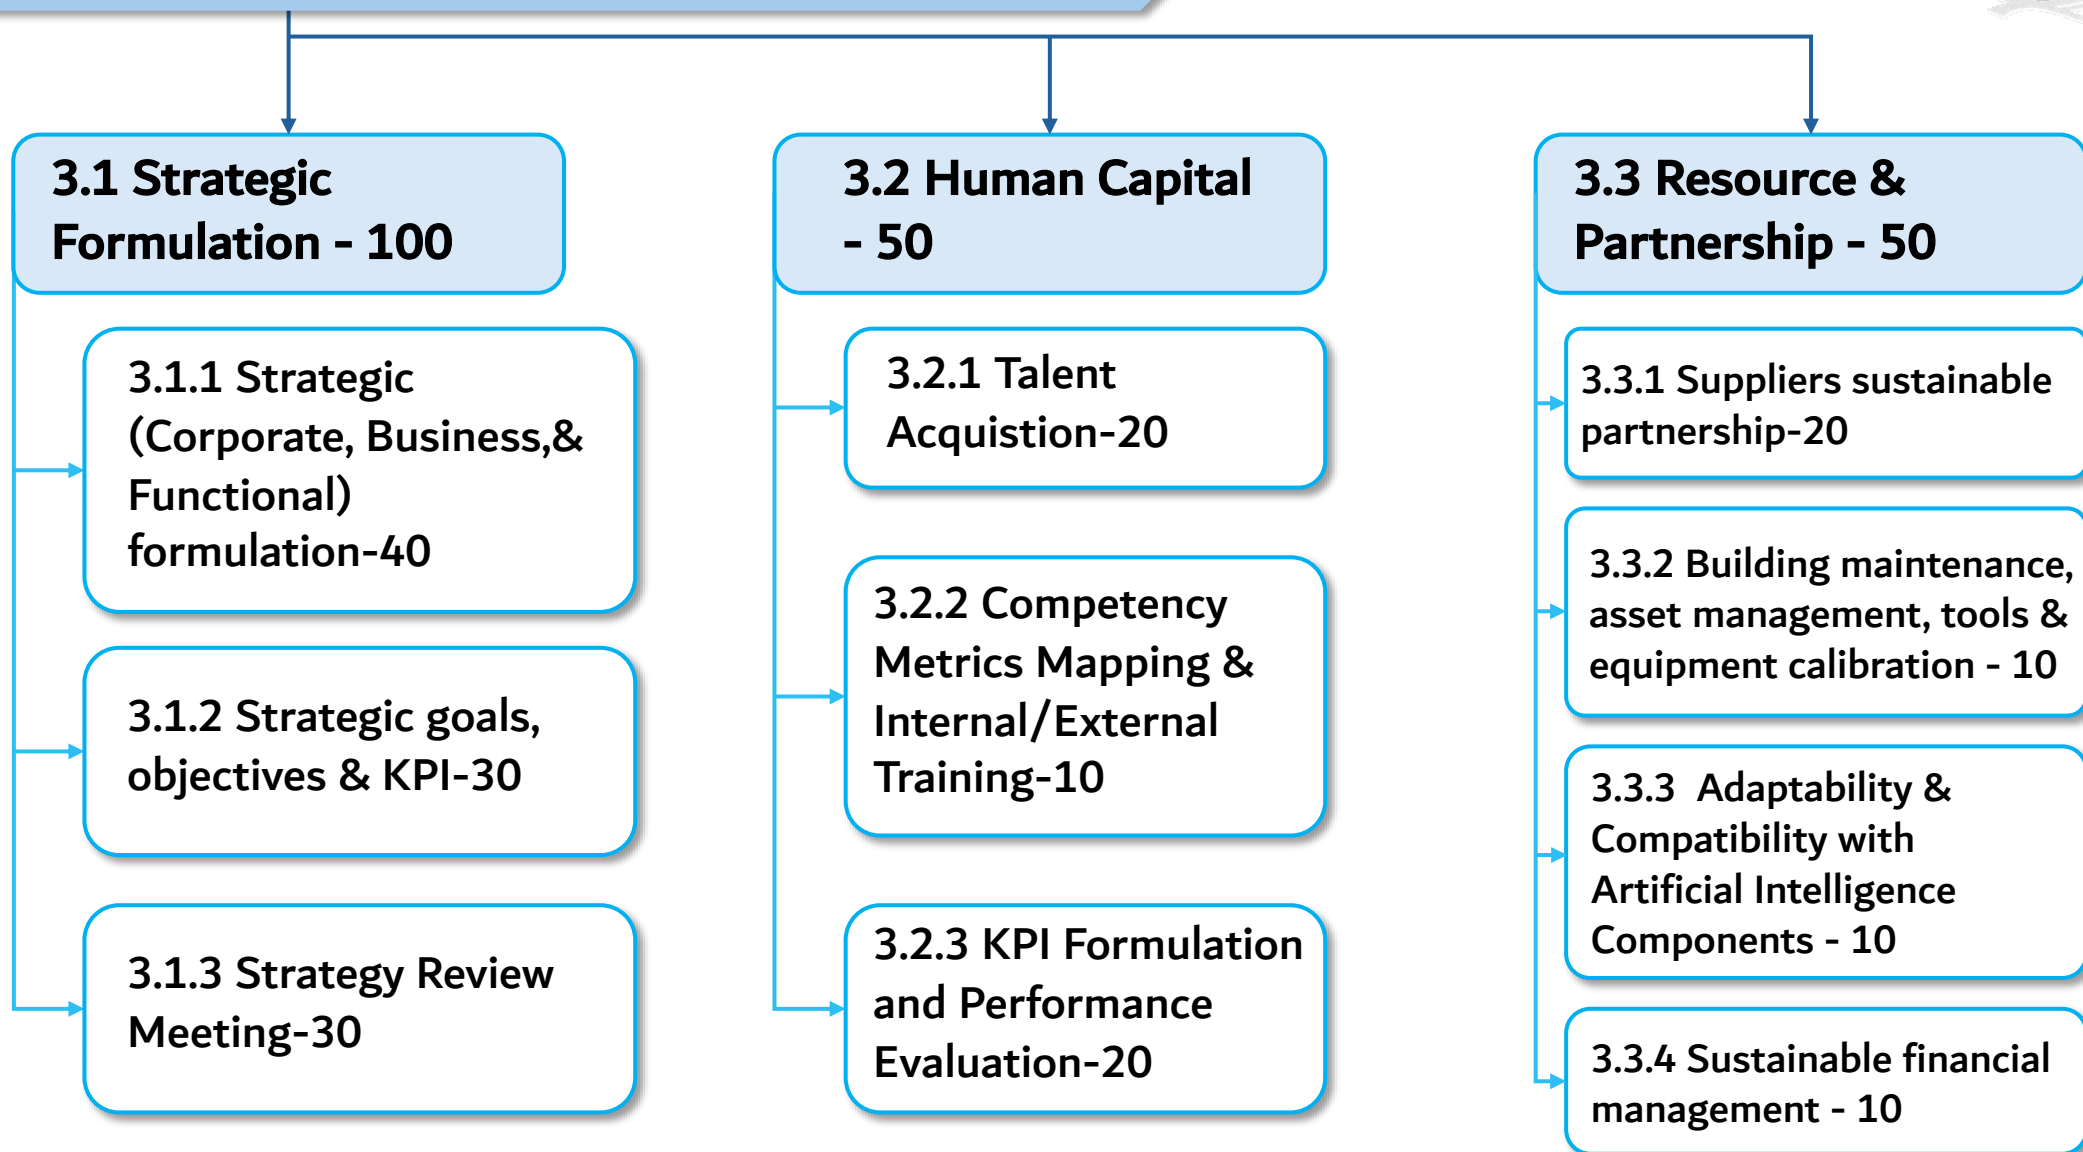 3.1 Strategic
Formulation - 100
3.1.1 Strategic
(Corporate, Business,&
Functional)
formulation-40
3.1.2 Strategic goals,
objectives & KPI-30
3.1.3 Strategy Review
Meeting-30
3.2 Human Capital
- 50
3.2.1 Talent
Acquistion-20
3.2.2 Competency
Metrics Mapping &
Internal/External
Training-10
3.2.3 KPI Formulation
and Performance
Evaluation-20
3.3 Resource &
Partnership - 50
3.3.1 Suppliers sustainable
partnership-20
3.3.2 Building maintenance,
asset management, tools &
equipment calibration - 10
3.3.3 Adaptability &
Compatibility with
Artificial Intelligence
Components - 10
3.3.4 Sustainable financial
management - 10